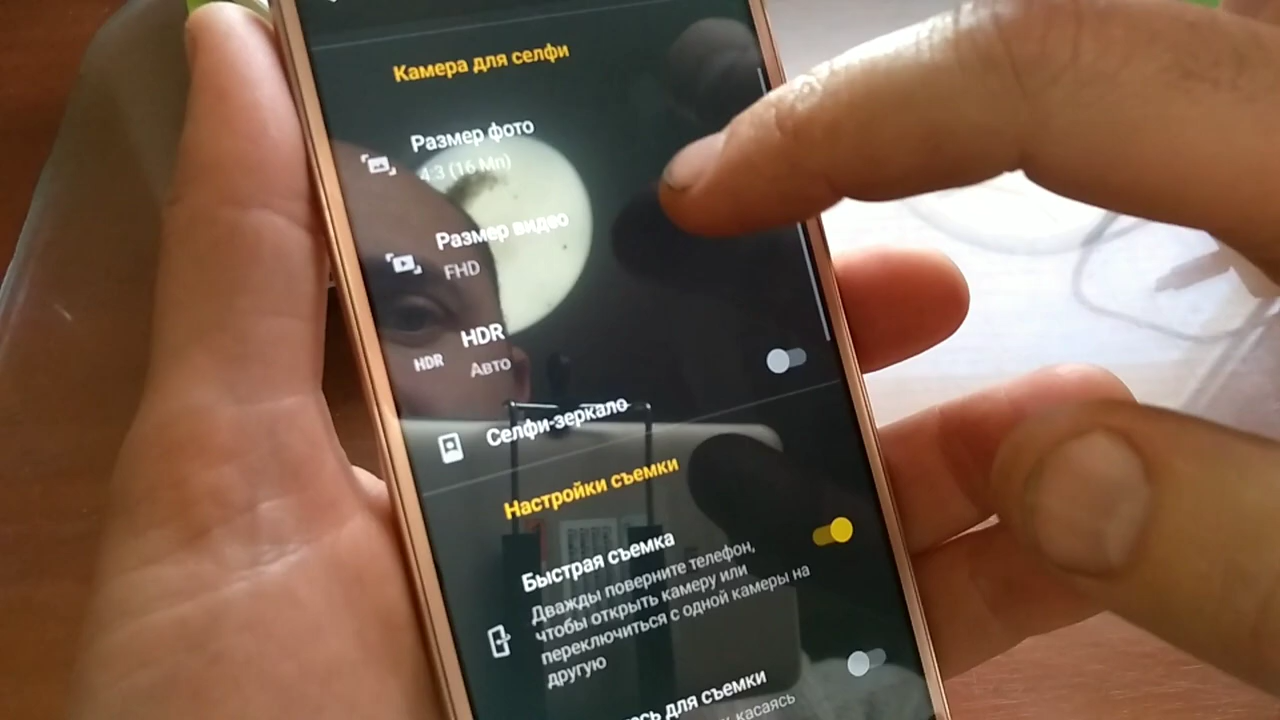 Камера для селфи
Размер фото
4:3 (16 Мп)
Размер видео
FHD
HDR
HDR
Авто
Селфи-зеркало
Настройки съемки
Быстрая съемка
Дважды поверните телефон,
чтобы открыть камеру или
переключиться с одной камеры на
другую
для съемки
касаясь